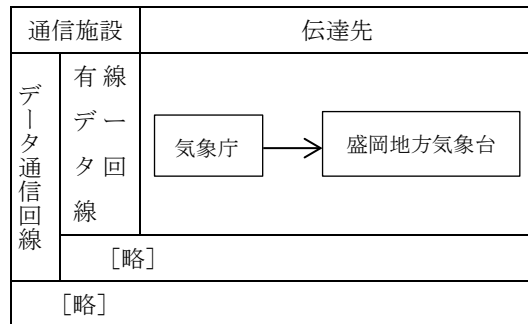 通信施設
伝達先
データ通信回線
有線
デー
タ回
線
気象庁
盛岡地方気象台
［略］
［略］